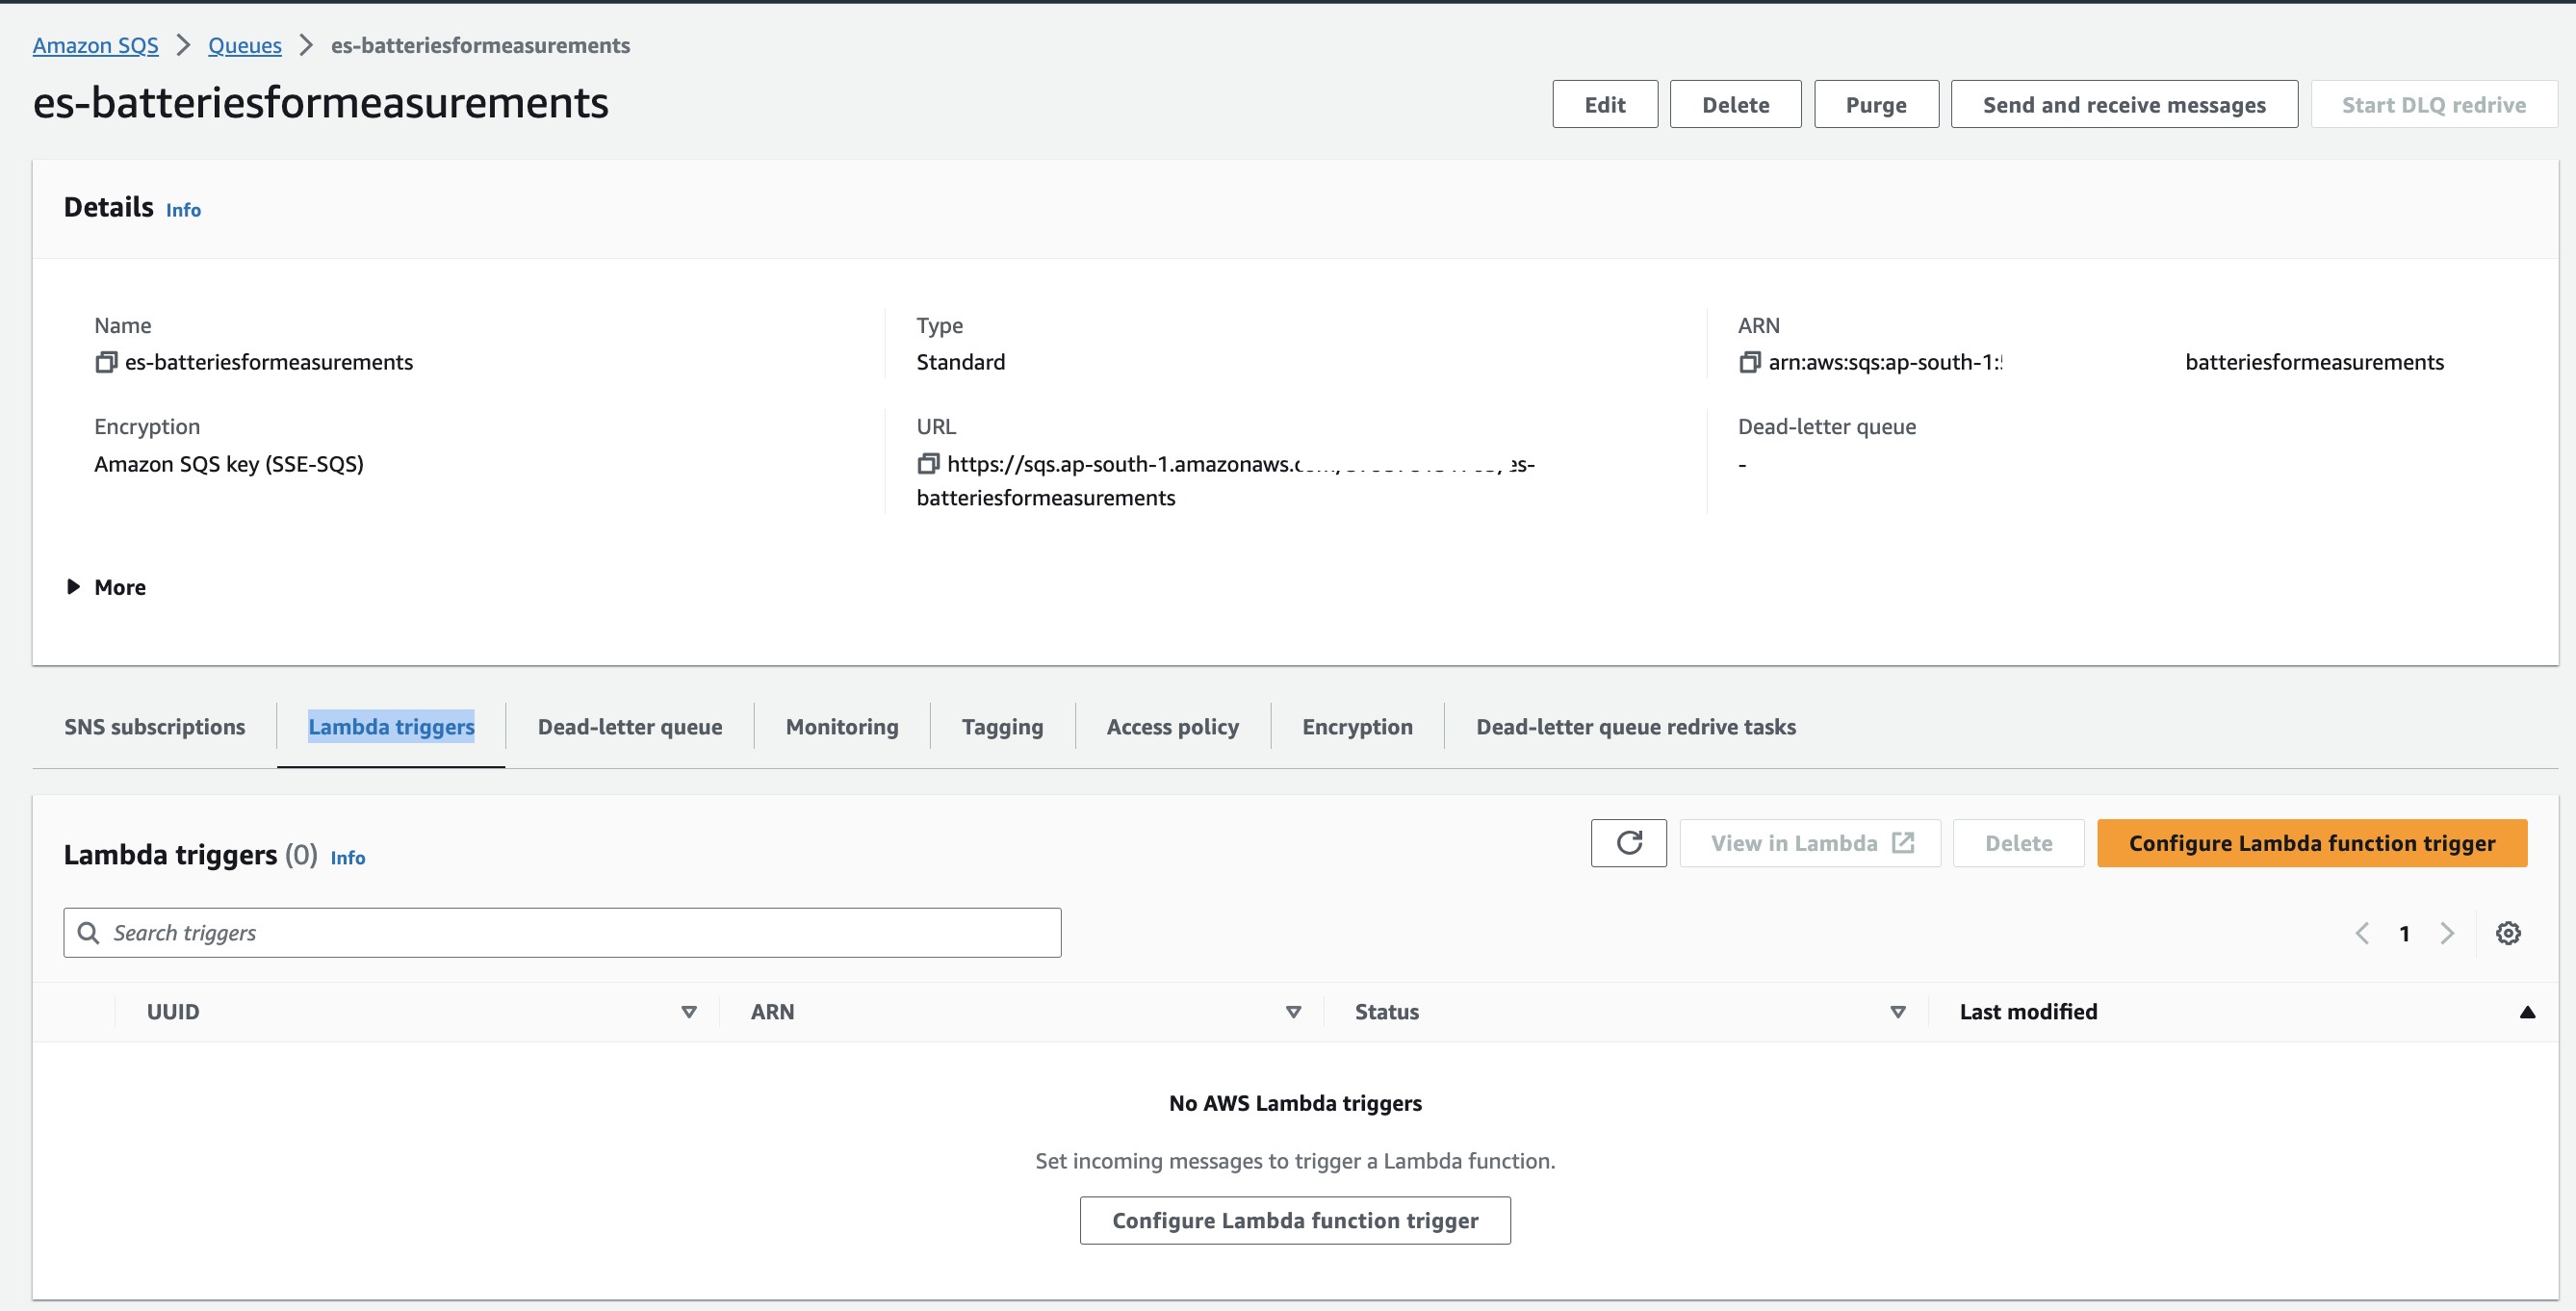 Amazon SQS > Queues > es-batteriesformeasurements
es-batteriesformeasurements
Edit
Delete
Purge
Send and receive messages
Start DLQ redrive
Details Info
Name
es-batteriesformeasurements
Type
Standard
ARN
arn:aws:sqs:ap-south-1: batteriesformeasurements
Encryption
Amazon SQS key (SSE-SQS)
URL
https://sqs.ap-south-1.amazonaws. es-
batteriesformeasurements
Dead-letter queue
-
More
SNS subscriptions
Lambda triggers
Dead-letter queue
Monitoring
Tagging
Access policy
Encryption
Dead-letter queue redrive tasks
Lambda triggers (0) Info
View in Lambda
Delete
Configure Lambda function trigger
Search triggers
1
UUID
ARN
Status
Last modified
No AWS Lambda triggers
Set incoming messages to trigger a Lambda function.
Configure Lambda function trigger